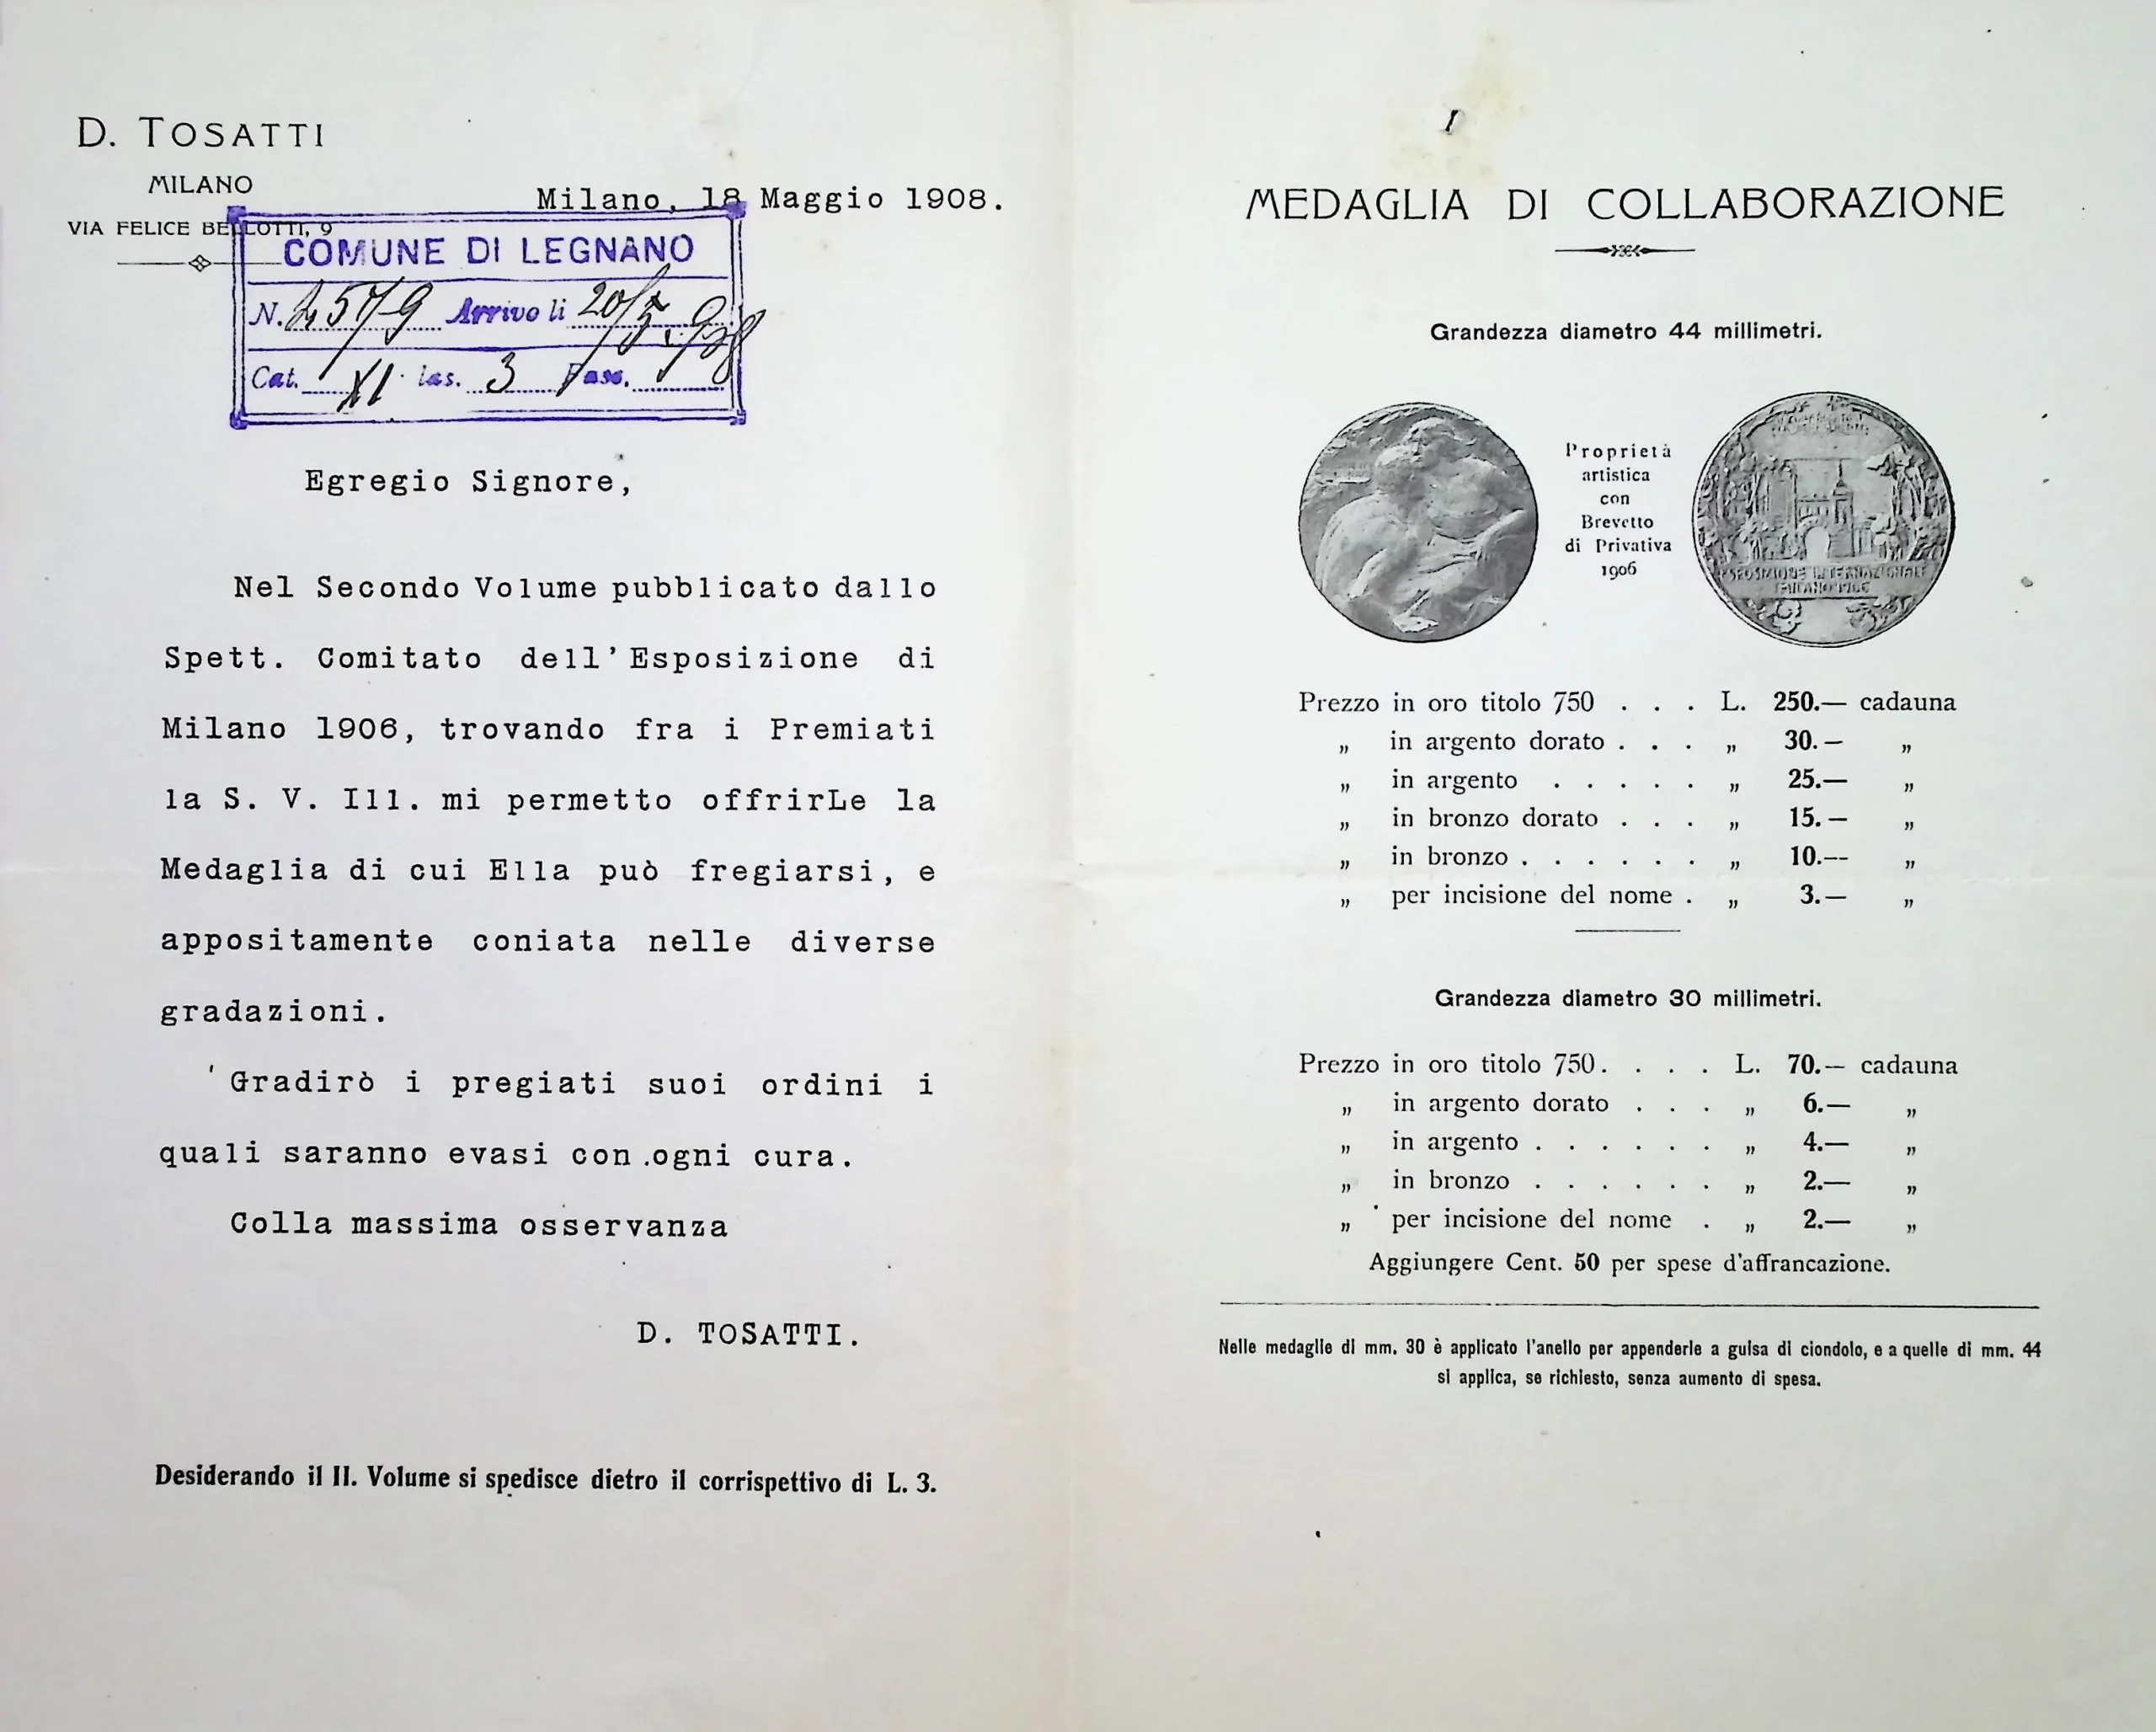 D. TOSATTI
MILANO
VIA FELICE BELLOTTI, 9
Milano, 18 Maggio 1908.
COMUNE DI LEGNANO
N. 2579 Arrivo li 20/5.908
Cat. XI. las. 3 Fasc.
Egregio Signore,
Nel Secondo Volume pubblicato dallo
Spett. Comitato dell'Esposizione di
Milano 1906, trovando fra i Premiati
la S. V. Ill. mi permetto offrirLe la
Medaglia di cui Ella può fregiarsi, e
appositamente coniata nelle diverse
gradazioni.
Gradirò i pregiati suoi ordini i
quali saranno evasi con ogni cura.
Colla massima osservanza
D. TOSATTI.
Desiderando il II. Volume si spedisce dietro il corrispettivo di L. 3.
MEDAGLIA DI COLLABORAZIONE
Grandezza diametro 44 millimetri.
Proprietà
artistica
con
Brevetto
di Privativa
1906
ESPOSIZIONE INTERNAZIONALE
MILANO 1906
Prezzo in oro titolo 750 . . . L. 250.— cadauna
„ in argento dorato . . . „ 30.— „
„ in argento . . . . . „ 25.— „
„ in bronzo dorato . . . „ 15.— „
„ in bronzo . . . . . . „ 10.-- „
„ per incisione del nome . „ 3.— „
Grandezza diametro 30 millimetri.
Prezzo in oro titolo 750. . . . L. 70.— cadauna
„ in argento dorato . . . „ 6.— „
„ in argento . . . . . . „ 4.— „
„ in bronzo . . . . . . „ 2.— „
„ per incisione del nome . „ 2.— „
Aggiungere Cent. 50 per spese d'affrancazione.
Nelle medaglie di mm. 30 è applicato l'anello per appenderle a guisa di ciondolo, e a quelle di mm. 44
si applica, se richiesto, senza aumento di spesa.